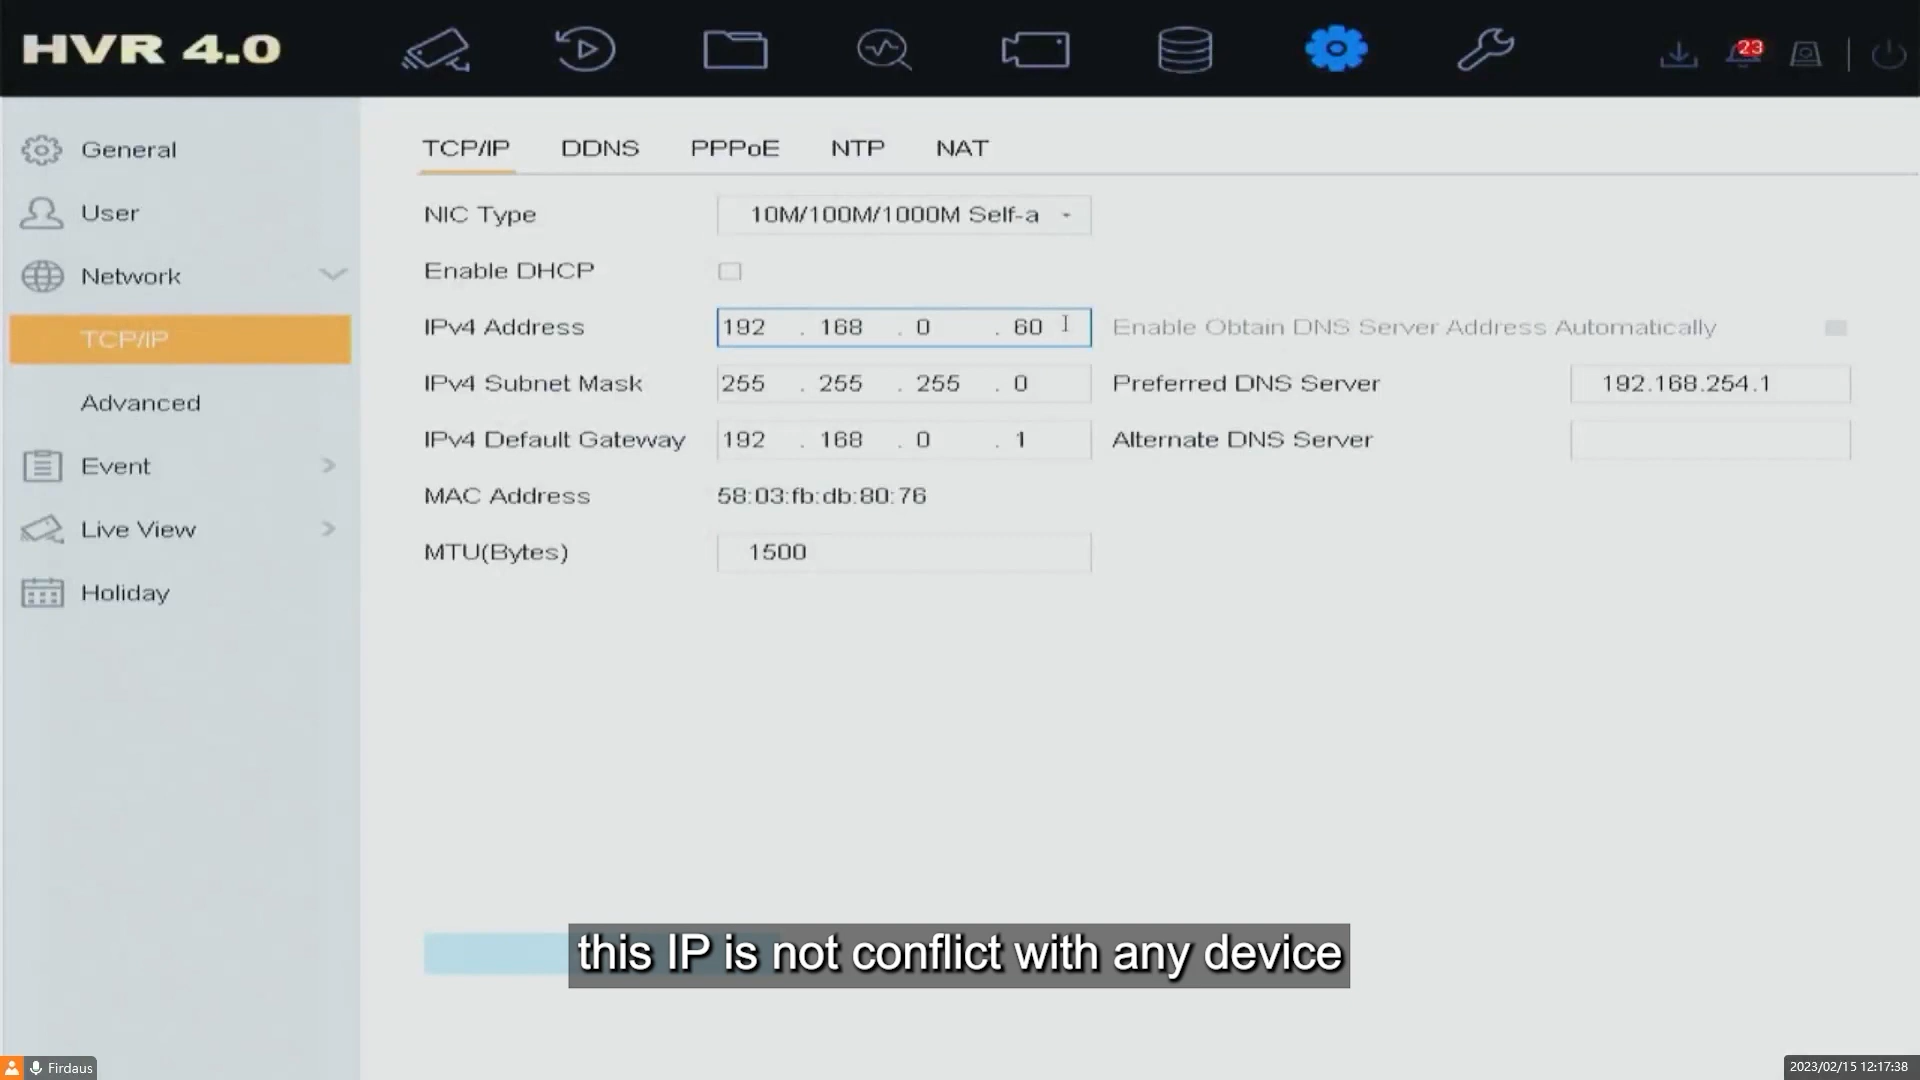 HVR 4.0
23
General
User
Network
TCP/IP
Advanced
Event
Live View
Holiday
TCP/IP DDNS PPPoE NTP NAT
NIC Type 10M/100M/1000M Self-a
Enable DHCP
IPv4 Address 192 . 168 . 0 . 60 Enable Obtain DNS Server Address Automatically
IPv4 Subnet Mask 255 . 255 . 255 . 0 Preferred DNS Server 192.168.254.1
IPv4 Default Gateway 192 . 168 . 0 . 1 Alternate DNS Server
MAC Address 58:03:fb:db:80:76
MTU(Bytes) 1500
this IP is not conflict with any device
Firdaus
2023/02/15 12:17:38